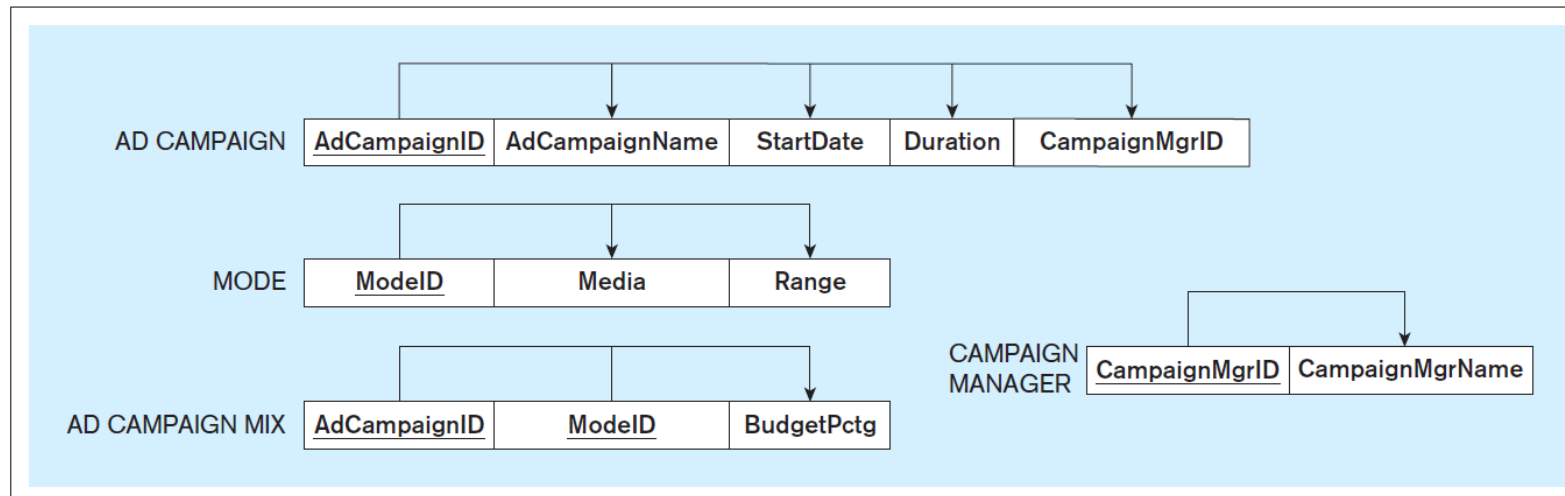 AD CAMPAIGN AdCampaignID AdCampaignName StartDate Duration CampaignMgrID
MODE ModeID Media Range
CAMPAIGN
MANAGER
CampaignMgrID CampaignMgrName
AD CAMPAIGN MIX AdCampaignID ModeID BudgetPctg